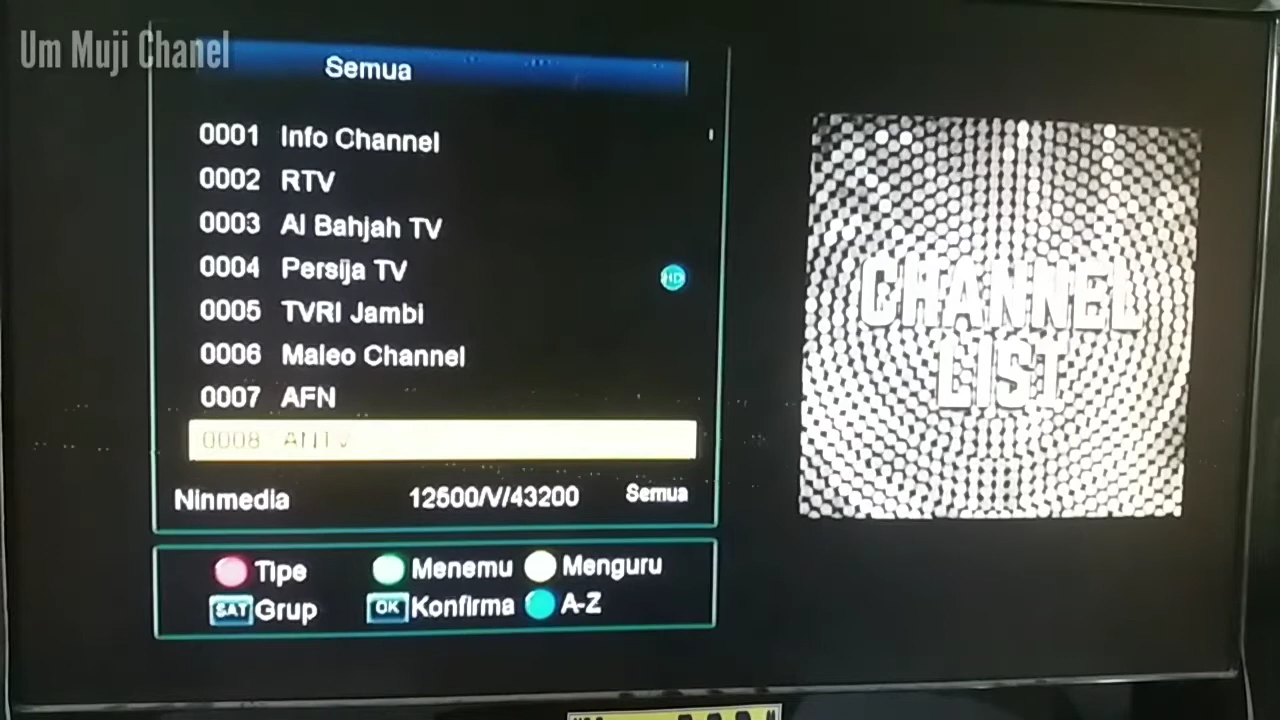 Um Muji Chanel
Semua
0001 Info Channel
0002 RTV
0003 Al Bahjah TV
0004 Persija TV HD
0005 TVRI Jambi
0006 Maleo Channel
0007 AFN
0008 ANTV
Ninmedia 12500/V/43200 Semua
Tipe Menemu Menguru
SAT Grup OK Konfirma A-Z
CHANNEL
LIST